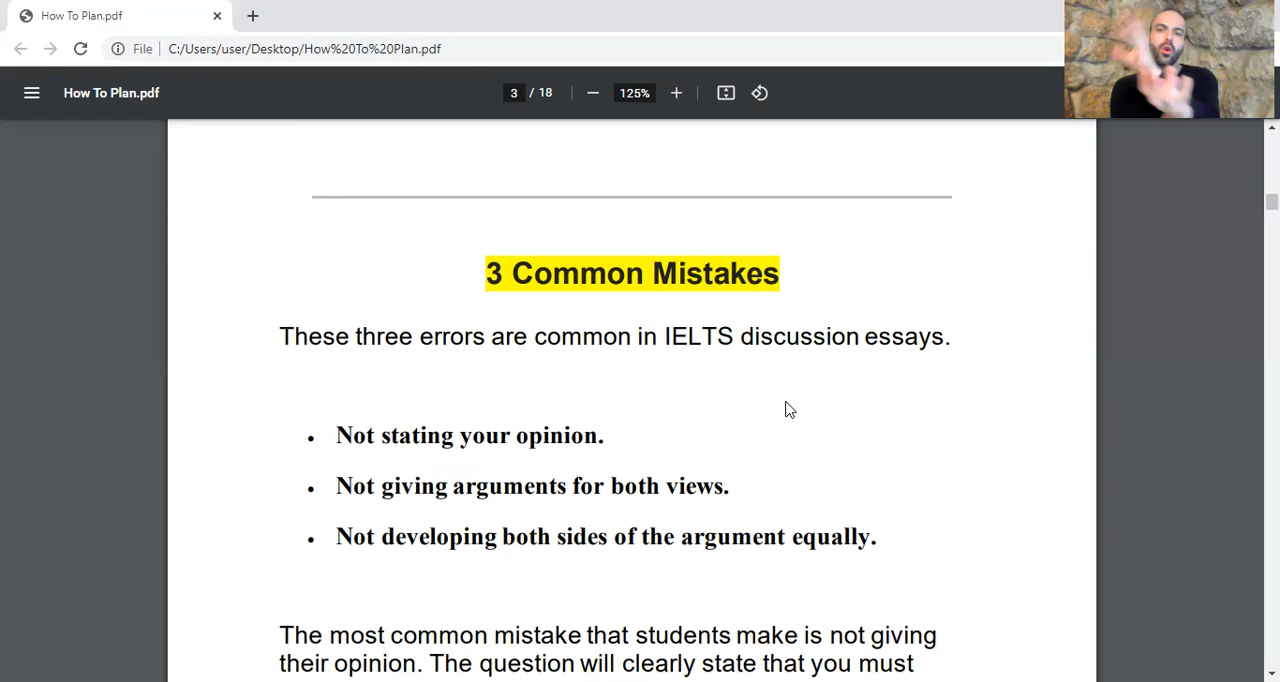 How To Plan.pdf
File C:/Users/user/Desktop/How%20To%20Plan.pdf
How To Plan.pdf 3 / 18 125%
3 Common Mistakes
These three errors are common in IELTS discussion essays.
• Not stating your opinion.
• Not giving arguments for both views.
• Not developing both sides of the argument equally.
The most common mistake that students make is not giving
their opinion. The question will clearly state that you must